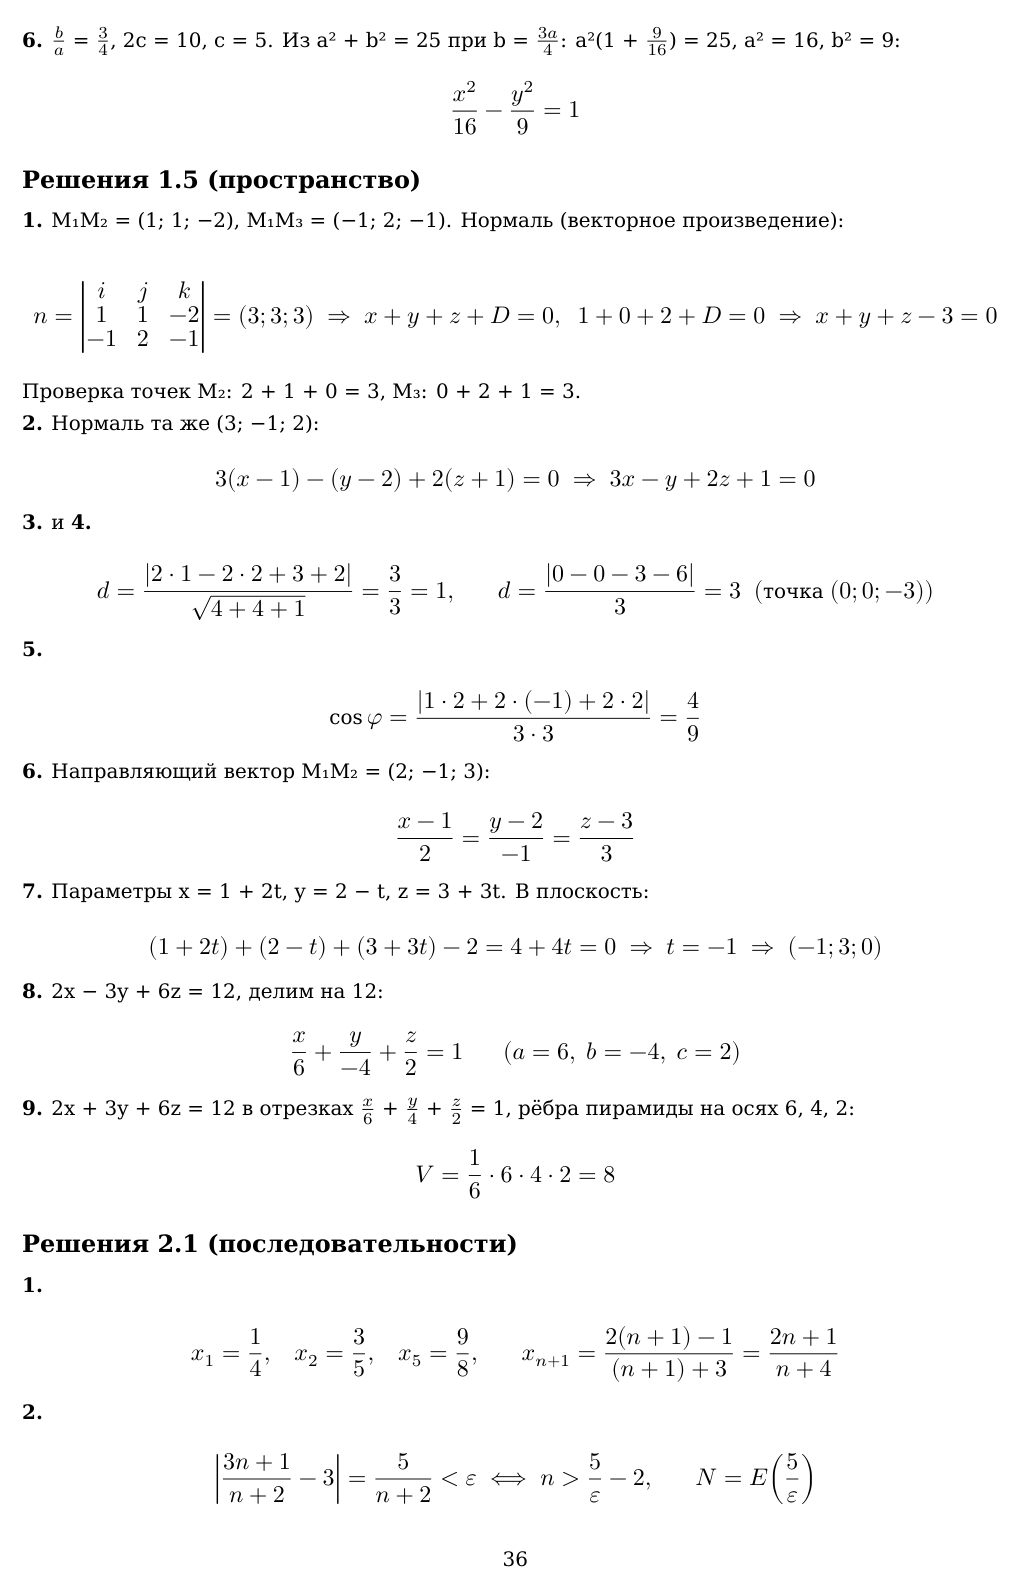 6. b/a = 3/4, 2c = 10, c = 5. Из a² + b² = 25 при b = 3a/4: a²(1 + 9/16) = 25, a² = 16, b² = 9:
x²/16 − y²/9 = 1
Решения 1.5 (пространство)
1. M₁M₂ = (1; 1; −2), M₁M₃ = (−1; 2; −1). Нормаль (векторное произведение):
n = |i j k; 1 1 −2; −1 2 −1| = (3; 3; 3) ⇒ x + y + z + D = 0, 1 + 0 + 2 + D = 0 ⇒ x + y + z − 3 = 0
Проверка точек M₂: 2 + 1 + 0 = 3, M₃: 0 + 2 + 1 = 3.
2. Нормаль та же (3; −1; 2):
3(x − 1) − (y − 2) + 2(z + 1) = 0 ⇒ 3x − y + 2z + 1 = 0
3. и 4.
d = |2 · 1 − 2 · 2 + 3 + 2|/√(4 + 4 + 1) = 3/3 = 1, d = |0 − 0 − 3 − 6|/3 = 3 (точка (0; 0; −3))
5.
cos φ = |1 · 2 + 2 · (−1) + 2 · 2|/(3 · 3) = 4/9
6. Направляющий вектор M₁M₂ = (2; −1; 3):
(x − 1)/2 = (y − 2)/−1 = (z − 3)/3
7. Параметры x = 1 + 2t, y = 2 − t, z = 3 + 3t. В плоскость:
(1 + 2t) + (2 − t) + (3 + 3t) − 2 = 4 + 4t = 0 ⇒ t = −1 ⇒ (−1; 3; 0)
8. 2x − 3y + 6z = 12, делим на 12:
x/6 + y/−4 + z/2 = 1 (a = 6, b = −4, c = 2)
9. 2x + 3y + 6z = 12 в отрезках x/6 + y/4 + z/2 = 1, рёбра пирамиды на осях 6, 4, 2:
V = 1/6 · 6 · 4 · 2 = 8
Решения 2.1 (последовательности)
1.
x₁ = 1/4, x₂ = 3/5, x₅ = 9/8, xₙ₊₁ = (2(n + 1) − 1)/((n + 1) + 3) = (2n + 1)/(n + 4)
2.
|(3n + 1)/(n + 2) − 3| = 5/(n + 2) < ε ⟺ n > 5/ε − 2, N = E(5/ε)
36